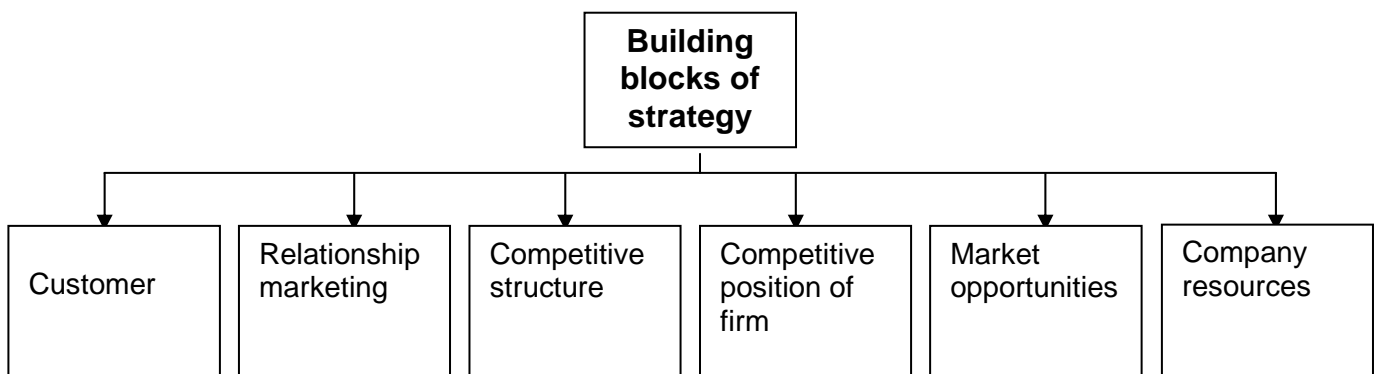 Building
blocks of
strategy
Customer
Relationship
marketing
Competitive
structure
Competitive
position of
firm
Market
opportunities
Company
resources